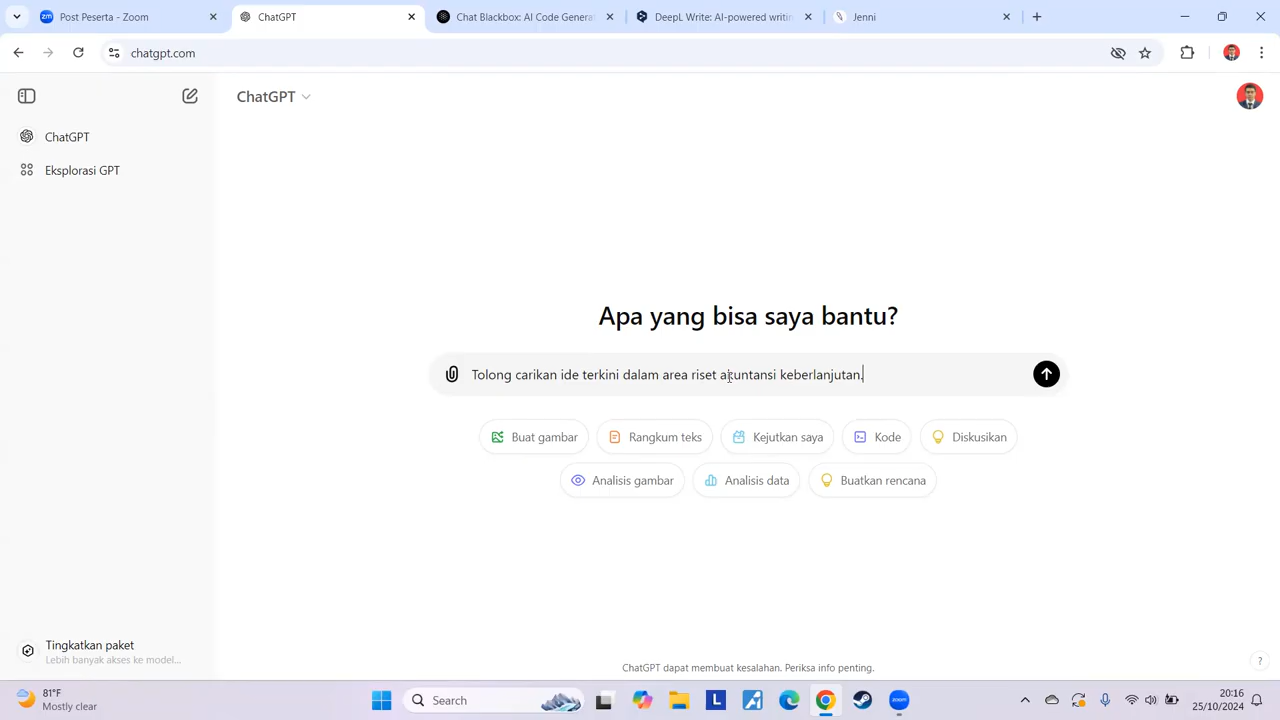 zm Post Peserta - Zoom
ChatGPT
Chat Blackbox: AI Code Genera
DeepL Write: AI-powered writin
Jenni
chatgpt.com
ChatGPT
ChatGPT
Eksplorasi GPT
Apa yang bisa saya bantu?
Tolong carikan ide terkini dalam area riset akuntansi keberlanjutan.
Buat gambar
Rangkum teks
Kejutkan saya
Kode
Diskusikan
Analisis gambar
Analisis data
Buatkan rencana
Tingkatkan paket
Lebih banyak akses ke model...
ChatGPT dapat membuat kesalahan. Periksa info penting.
?
81°F
Mostly clear
Search
L
zoom
20:16
25/10/2024